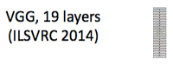 VGG, 19 layers
(ILSVRC 2014)